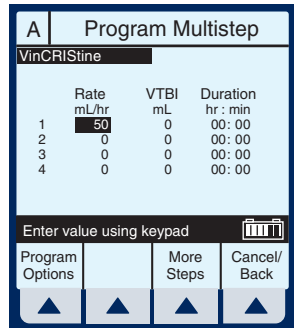 A Program Multistep
VinCRIStine
Rate VTBI Duration
mL/hr mL hr : min
1 50 0 00: 00
2 0 0 00: 00
3 0 0 00: 00
4 0 0 00: 00
Enter value using keypad
Program More Cancel/
Options Steps Back